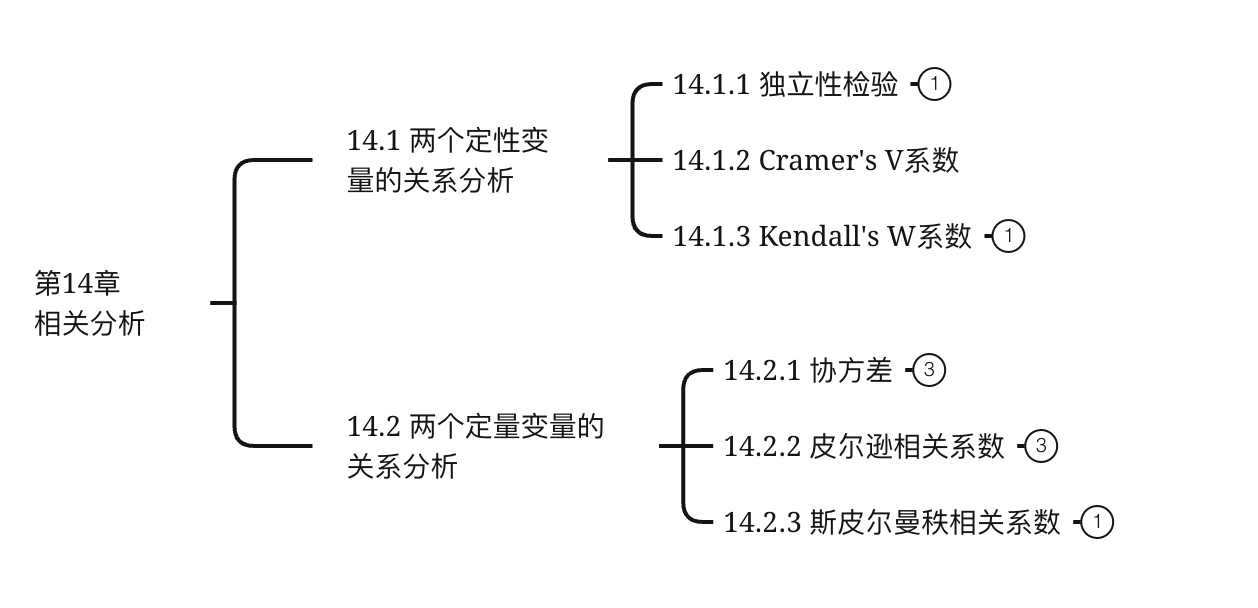 第14章
相关分析
14.1 两个定性变
量的关系分析
14.1.1 独立性检验 1
14.1.2 Cramer's V系数
14.1.3 Kendall's W系数 1
14.2 两个定量变量的
关系分析
14.2.1 协方差 3
14.2.2 皮尔逊相关系数 3
14.2.3 斯皮尔曼秩相关系数 1